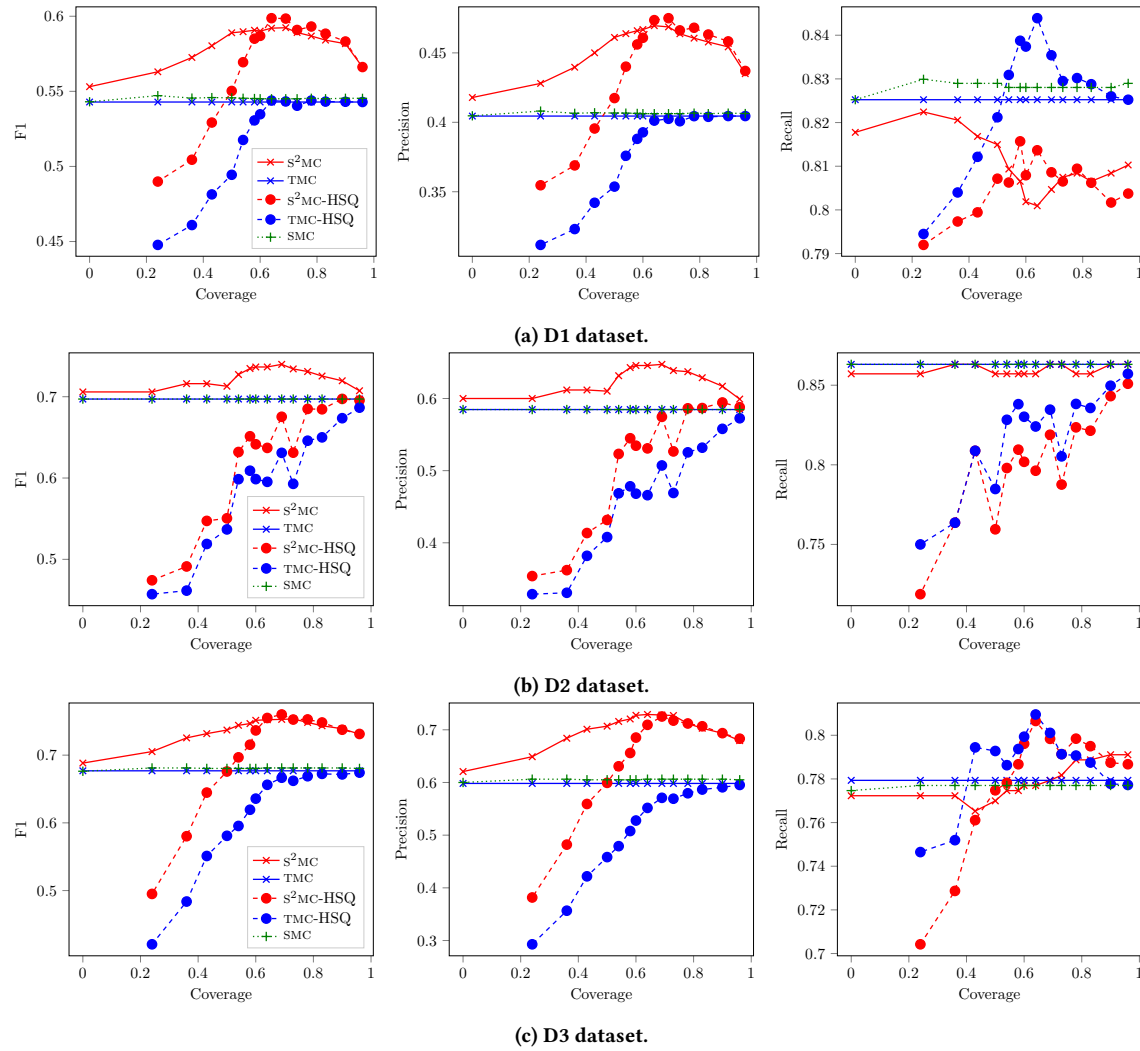 0.6
0.55
0.5
0.45
F1
0
0.2
0.4
0.6
0.8
1
Coverage
S²MC
TMC
S²MC-HSQ
TMC-HSQ
SMC
0.45
0.4
0.35
Precision
0
0.2
0.4
0.6
0.8
1
Coverage
0.84
0.83
0.82
0.81
0.8
0.79
Recall
0
0.2
0.4
0.6
0.8
1
Coverage
(a) D1 dataset.
0.7
0.6
0.5
F1
0
0.2
0.4
0.6
0.8
1
Coverage
S²MC
TMC
S²MC-HSQ
TMC-HSQ
SMC
0.6
0.5
0.4
Precision
0
0.2
0.4
0.6
0.8
1
Coverage
0.85
0.8
0.75
Recall
0
0.2
0.4
0.6
0.8
1
Coverage
(b) D2 dataset.
0.7
0.6
0.5
F1
0
0.2
0.4
0.6
0.8
1
Coverage
S²MC
TMC
S²MC-HSQ
TMC-HSQ
SMC
0.7
0.6
0.5
0.4
0.3
Precision
0
0.2
0.4
0.6
0.8
1
Coverage
0.8
0.78
0.76
0.74
0.72
0.7
Recall
0
0.2
0.4
0.6
0.8
1
Coverage
(c) D3 dataset.